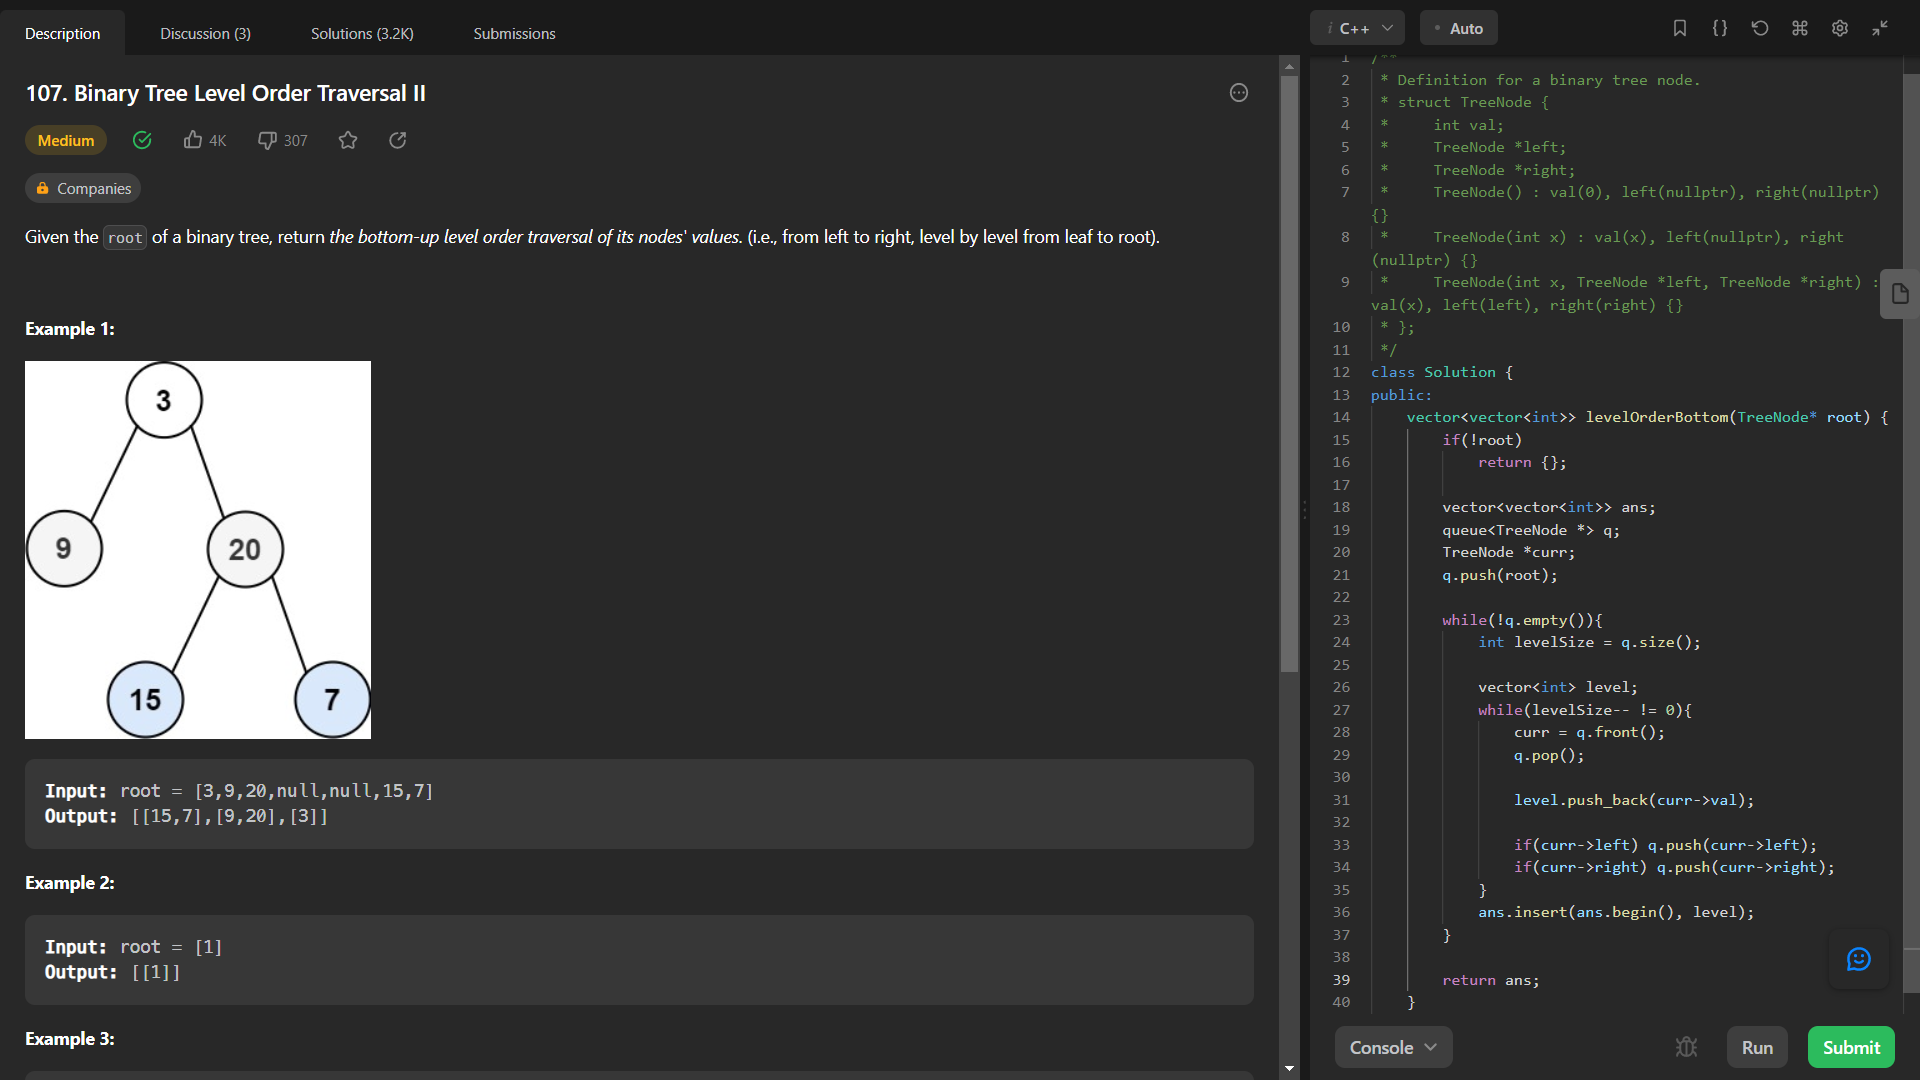 Description
Discussion (3)
Solutions (3.2K)
Submissions
107. Binary Tree Level Order Traversal II
Medium
4K
307
Companies
Given the root of a binary tree, return the bottom-up level order traversal of its nodes' values. (i.e., from left to right, level by level from leaf to root).
Example 1:
3
9
20
15
7
Input: root = [3,9,20,null,null,15,7]
Output: [[15,7],[9,20],[3]]
Example 2:
Input: root = [1]
Output: [[1]]
Example 3:
i C++
Auto
1 /**
2 * Definition for a binary tree node.
3 * struct TreeNode {
4 *     int val;
5 *     TreeNode *left;
6 *     TreeNode *right;
7 *     TreeNode() : val(0), left(nullptr), right(nullptr)
{}
8 *     TreeNode(int x) : val(x), left(nullptr), right
(nullptr) {}
9 *     TreeNode(int x, TreeNode *left, TreeNode *right) :
val(x), left(left), right(right) {}
10 * };
11 */
12 class Solution {
13 public:
14     vector<vector<int>> levelOrderBottom(TreeNode* root) {
15         if(!root)
16             return {};
17
18         vector<vector<int>> ans;
19         queue<TreeNode *> q;
20         TreeNode *curr;
21         q.push(root);
22
23         while(!q.empty()){
24             int levelSize = q.size();
25
26             vector<int> level;
27             while(levelSize-- != 0){
28                 curr = q.front();
29                 q.pop();
30
31                 level.push_back(curr->val);
32
33                 if(curr->left) q.push(curr->left);
34                 if(curr->right) q.push(curr->right);
35             }
36             ans.insert(ans.begin(), level);
37         }
38
39         return ans;
40     }
Console
Run
Submit